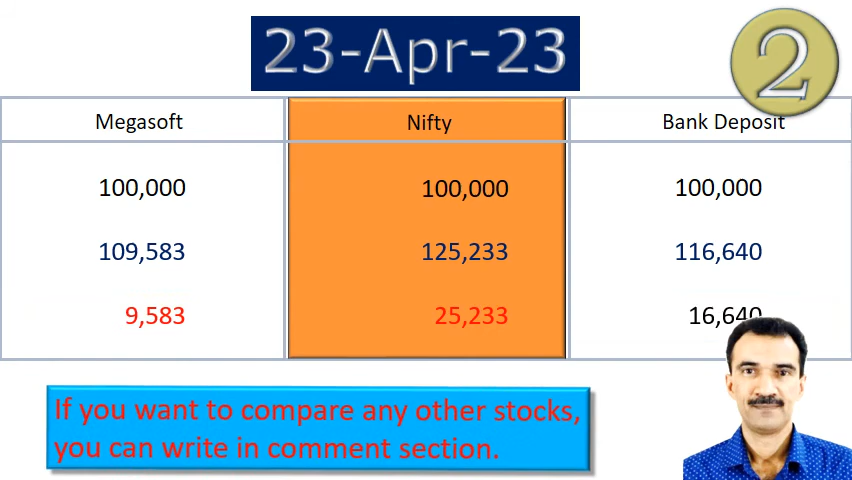 23-Apr-23
2
Megasoft Nifty Bank Deposit
100,000 100,000 100,000
109,583 125,233 116,640
9,583 25,233 16,640
If you want to compare any other stocks,
you can write in comment section.